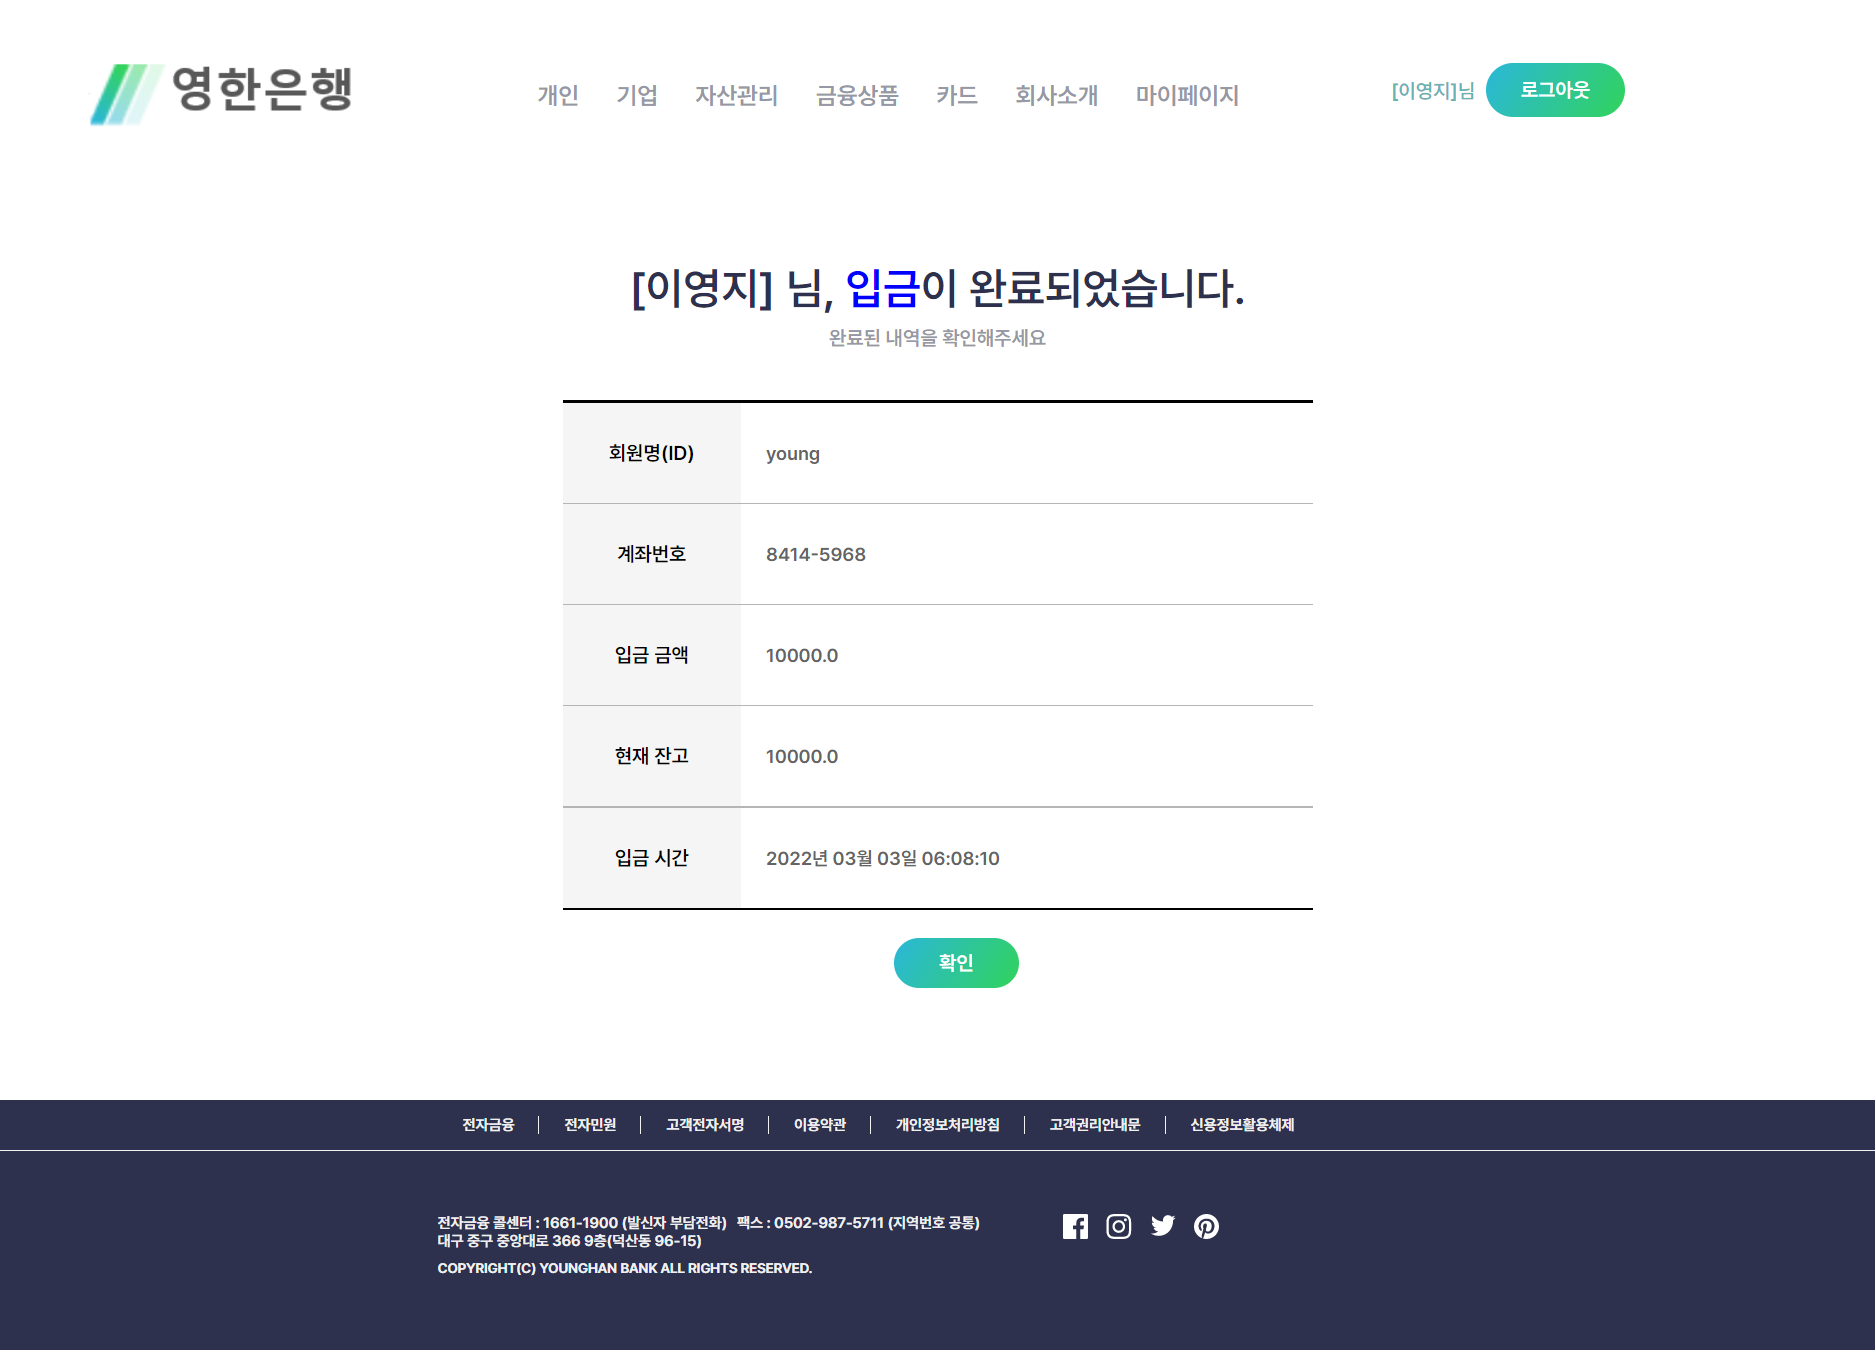 영한은행
개인 기업 자산관리 금융상품 카드 회사소개 마이페이지
[이영지]님 로그아웃
[이영지] 님, 입금이 완료되었습니다.
완료된 내역을 확인해주세요
회원명(ID) young
계좌번호 8414-5968
입금 금액 10000.0
현재 잔고 10000.0
입금 시간 2022년 03월 03일 06:08:10
확인
전자금융 전자민원 고객전자서명 이용약관 개인정보처리방침 고객권리안내문 신용정보활용체제
전자금융 콜센터 : 1661-1900 (발신자 부담전화) 팩스 : 0502-987-5711 (지역번호 공통)
대구 중구 중앙대로 366 9층(덕산동 96-15)
COPYRIGHT(C) YOUNGHAN BANK ALL RIGHTS RESERVED.